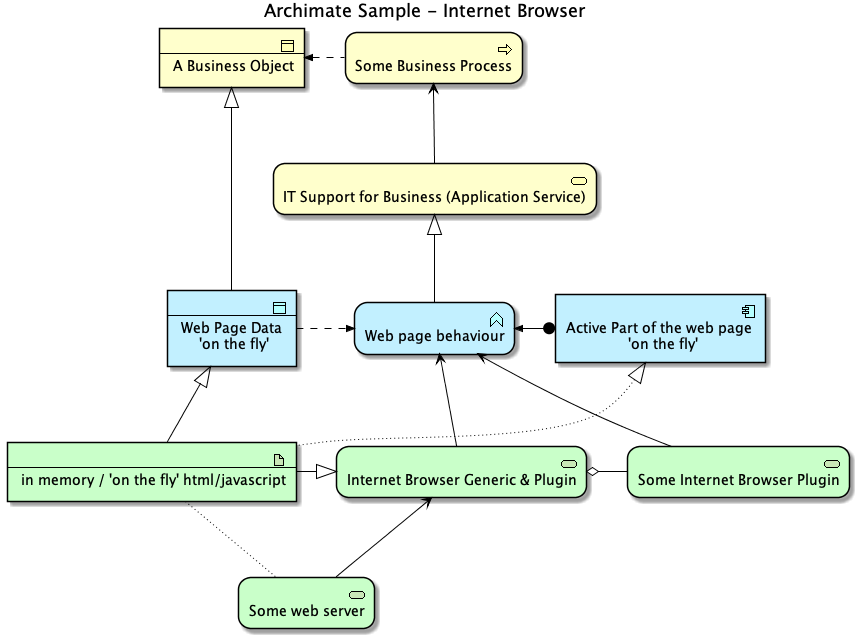 Archimate Sample - Internet Browser
A Business Object
Some Business Process
IT Support for Business (Application Service)
Web Page Data
'on the fly'
Web page behaviour
Active Part of the web page
'on the fly'
in memory / 'on the fly' html/javascript
Internet Browser Generic & Plugin
Some Internet Browser Plugin
Some web server